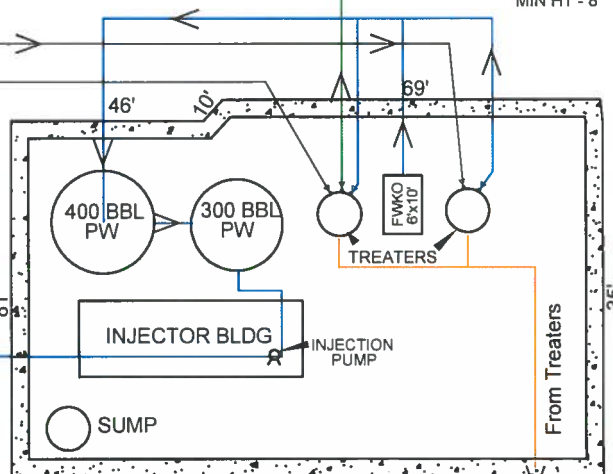 MIN HT - 8'
46'
10'
69'
400 BBL
PW
300 BBL
PW
FWKO
6'x10'
TREATERS
INJECTOR BLDG
INJECTION
PUMP
From Treaters
SUMP